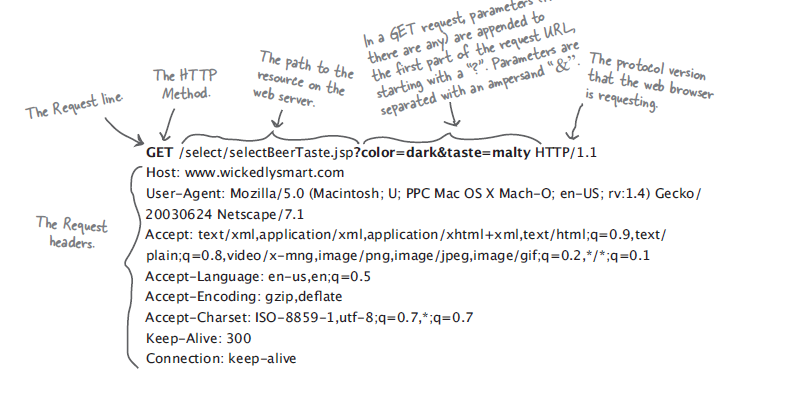 In a GET request, parameters
there are any) are appended to
the first part of the request URL,
starting with a "?". Parameters are
separated with an ampersand "&".
The path to the
resource on the
web server.
The HTTP
Method.
The protocol version
that the web browser
is requesting.
The Request line
GET /select/selectBeerTaste.jsp?color=dark&taste=malty HTTP/1.1
Host: www.wickedlysmart.com
User-Agent: Mozilla/5.0 (Macintosh; U; PPC Mac OS X Mach-O; en-US; rv:1.4) Gecko/
20030624 Netscape/7.1
Accept: text/xml,application/xml,application/xhtml+xml,text/html;q=0.9,text/
plain;q=0.8,video/x-mng,image/png,image/jpeg,image/gif;q=0.2,*/*;q=0.1
Accept-Language: en-us,en;q=0.5
Accept-Encoding: gzip,deflate
Accept-Charset: ISO-8859-1,utf-8;q=0.7,*;q=0.7
Keep-Alive: 300
Connection: keep-alive
The Request
headers.